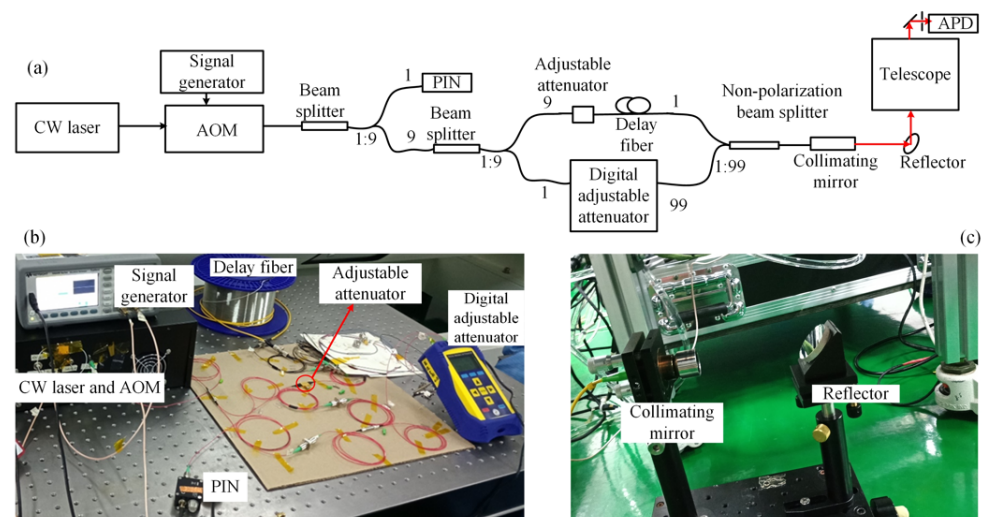 (a)
Signal
generator
CW laser
AOM
Beam
splitter
1:9
1
PIN
9
Beam
splitter
1:9
Adjustable
attenuator
9
Delay
fiber
1
1
Digital
adjustable
attenuator
99
Non-polarization
beam splitter
1:99
Collimating
mirror
Reflector
Telescope
APD
(b)
Signal
generator
Delay fiber
Adjustable
attenuator
Digital
adjustable
attenuator
CW laser and AOM
PIN
(c)
Collimating
mirror
Reflector